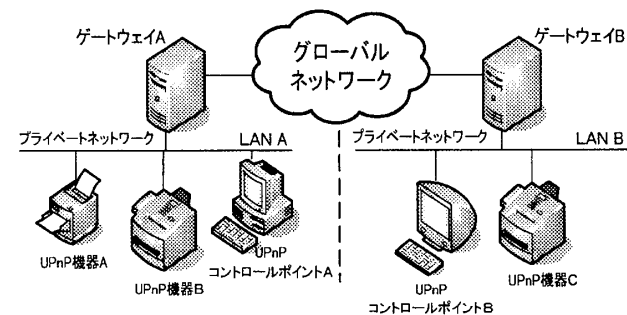 ゲートウェイA
グローバル
ネットワーク
ゲートウェイB
プライベートネットワーク
LAN A
プライベートネットワーク
LAN B
UPnP機器A
UPnP機器B
UPnP
コントロールポイントA
UPnP
コントロールポイントB
UPnP機器C